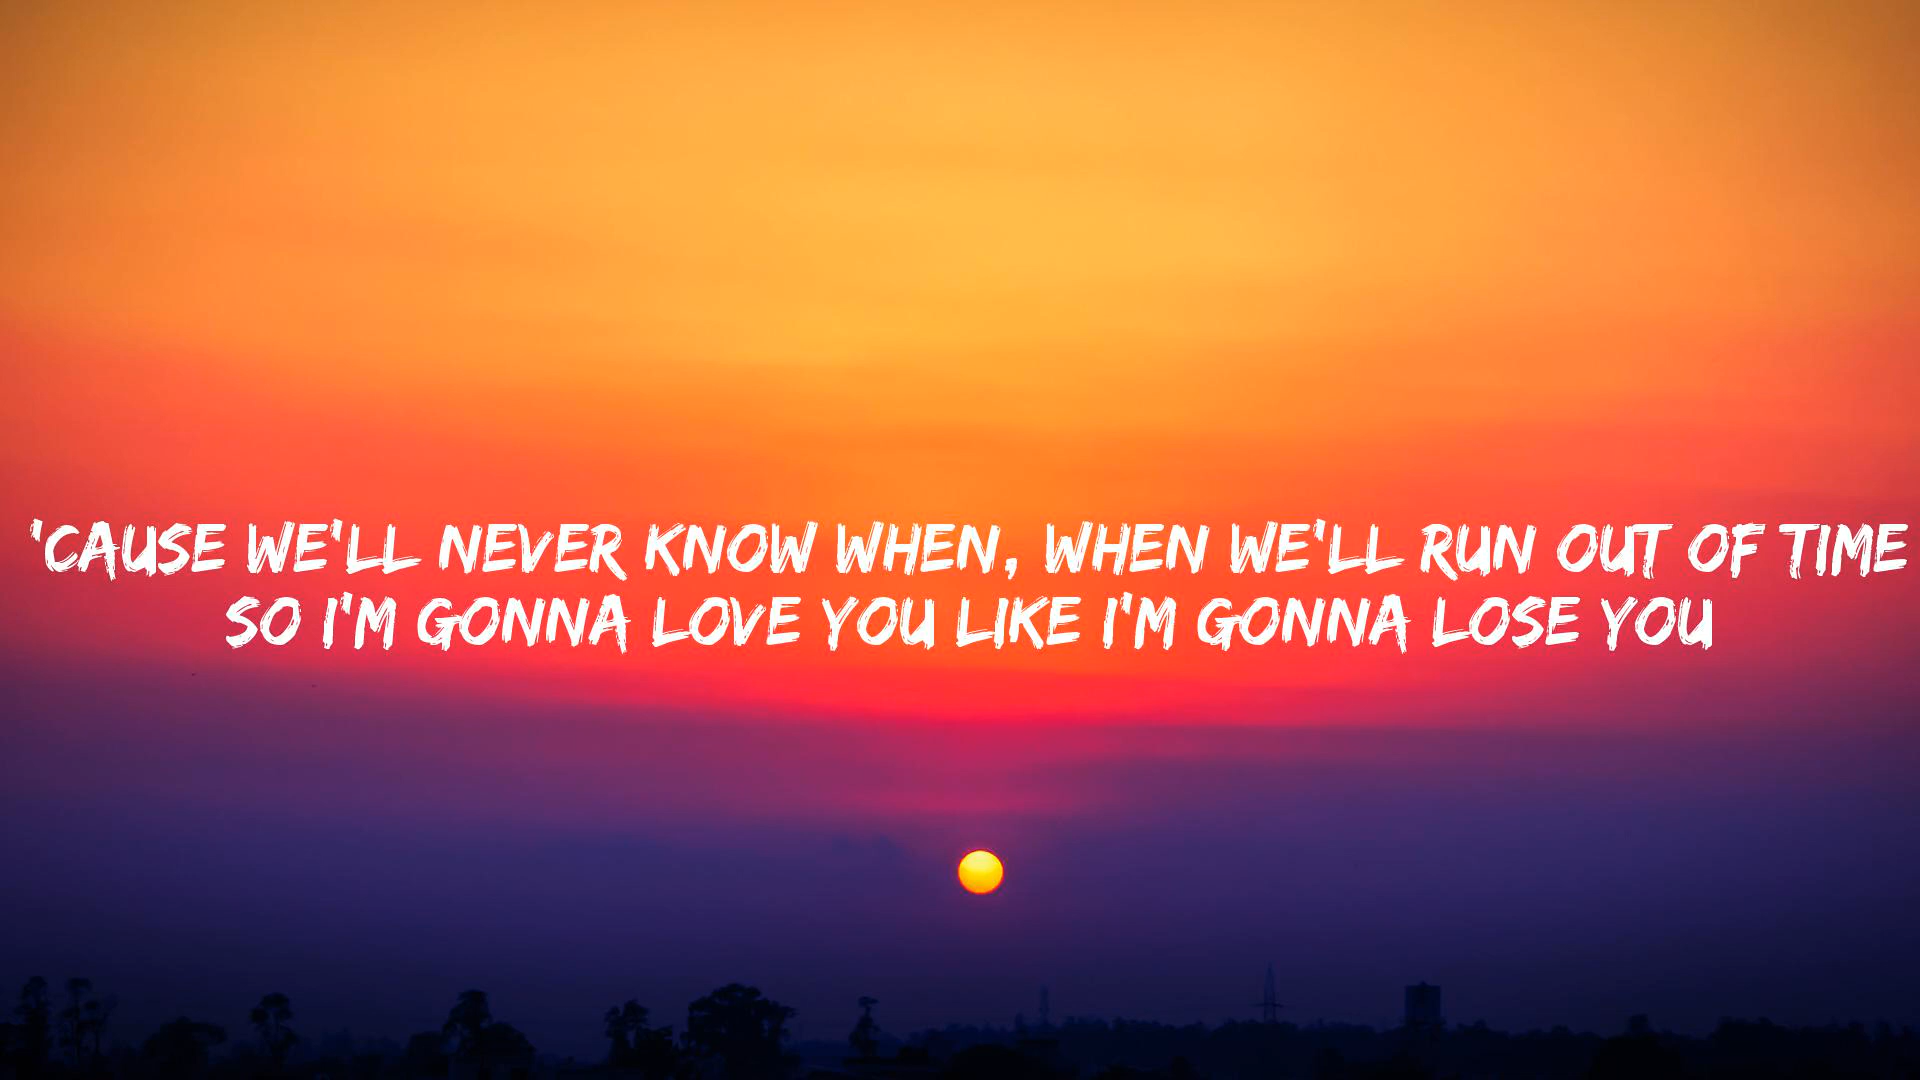 'CAUSE WE'LL NEVER KNOW WHEN, WHEN WE'LL RUN OUT OF TIME
SO I'M GONNA LOVE YOU LIKE I'M GONNA LOSE YOU